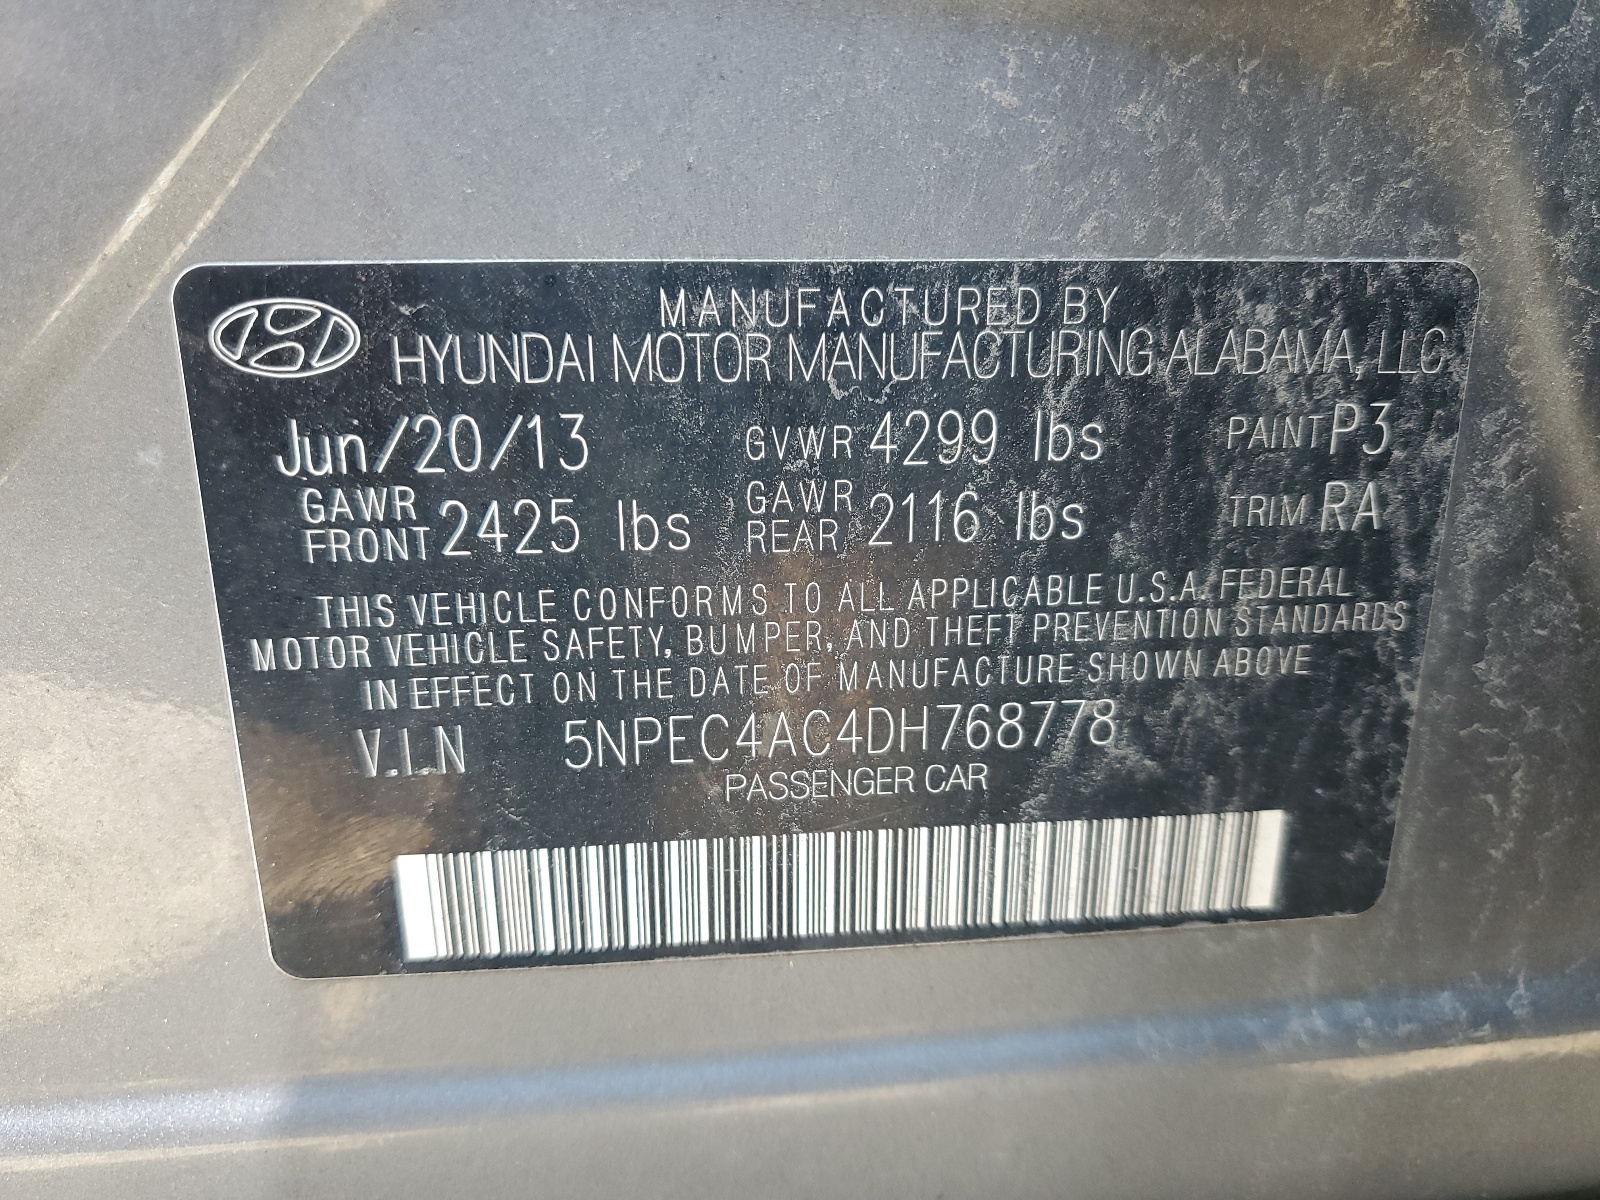 MANUFACTURED BY
HYUNDAI MOTOR MANUFACTURING ALABAMA, LLC
Jun/20/13 GVWR 4299 lbs PAINT P3
GAWR FRONT 2425 lbs GAWR REAR 2116 lbs TRIM RA
THIS VEHICLE CONFORMS TO ALL APPLICABLE U.S.A. FEDERAL
MOTOR VEHICLE SAFETY, BUMPER, AND THEFT PREVENTION STANDARDS
IN EFFECT ON THE DATE OF MANUFACTURE SHOWN ABOVE
V.I.N 5NPEC4AC4DH768778
PASSENGER CAR